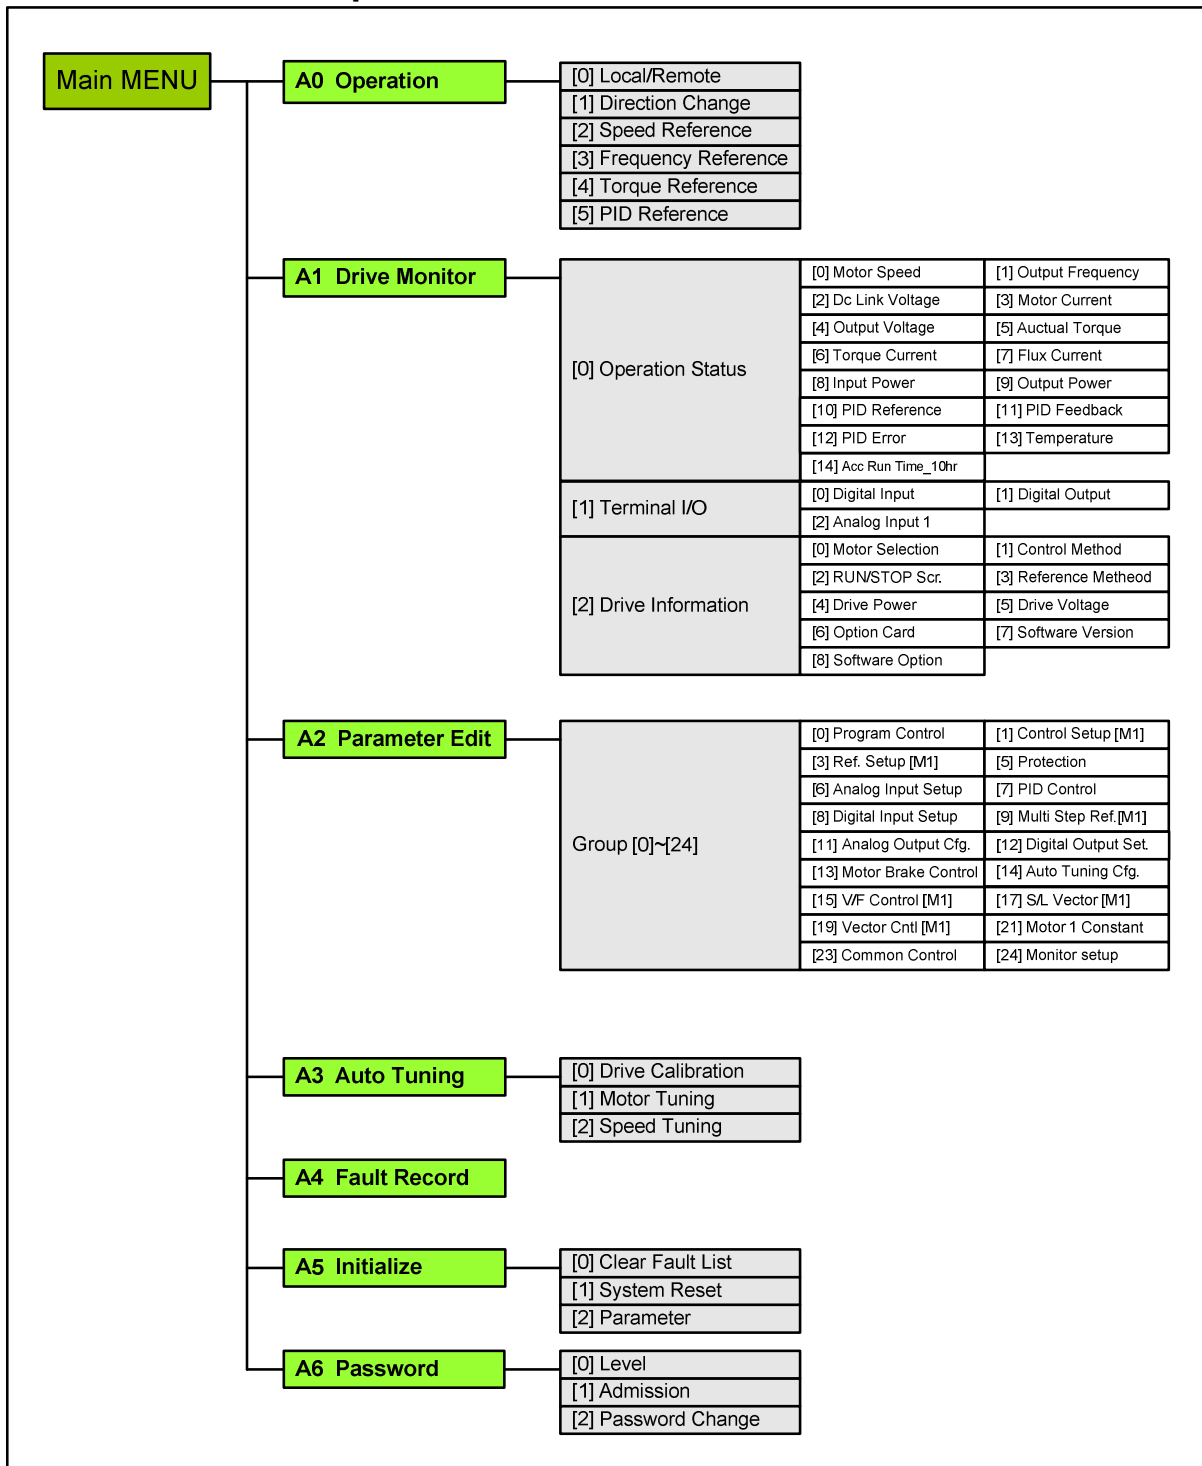 Main MENU
A0 Operation
[0] Local/Remote
[1] Direction Change
[2] Speed Reference
[3] Frequency Reference
[4] Torque Reference
[5] PID Reference
A1 Drive Monitor
[0] Operation Status
[0] Motor Speed
[1] Output Frequency
[2] Dc Link Voltage
[3] Motor Current
[4] Output Voltage
[5] Auctual Torque
[6] Torque Current
[7] Flux Current
[8] Input Power
[9] Output Power
[10] PID Reference
[11] PID Feedback
[12] PID Error
[13] Temperature
[14] Acc Run Time_10hr
[1] Terminal I/O
[0] Digital Input
[1] Digital Output
[2] Analog Input 1
[2] Drive Information
[0] Motor Selection
[1] Control Method
[2] RUN/STOP Scr.
[3] Reference Metheod
[4] Drive Power
[5] Drive Voltage
[6] Option Card
[7] Software Version
[8] Software Option
A2 Parameter Edit
Group [0]~[24]
[0] Program Control
[1] Control Setup [M1]
[3] Ref. Setup [M1]
[5] Protection
[6] Analog Input Setup
[7] PID Control
[8] Digital Input Setup
[9] Multi Step Ref.[M1]
[11] Analog Output Cfg.
[12] Digital Output Set.
[13] Motor Brake Control
[14] Auto Tuning Cfg.
[15] V/F Control [M1]
[17] S/L Vector [M1]
[19] Vector Cntl [M1]
[21] Motor 1 Constant
[23] Common Control
[24] Monitor setup
A3 Auto Tuning
[0] Drive Calibration
[1] Motor Tuning
[2] Speed Tuning
A4 Fault Record
A5 Initialize
[0] Clear Fault List
[1] System Reset
[2] Parameter
A6 Password
[0] Level
[1] Admission
[2] Password Change